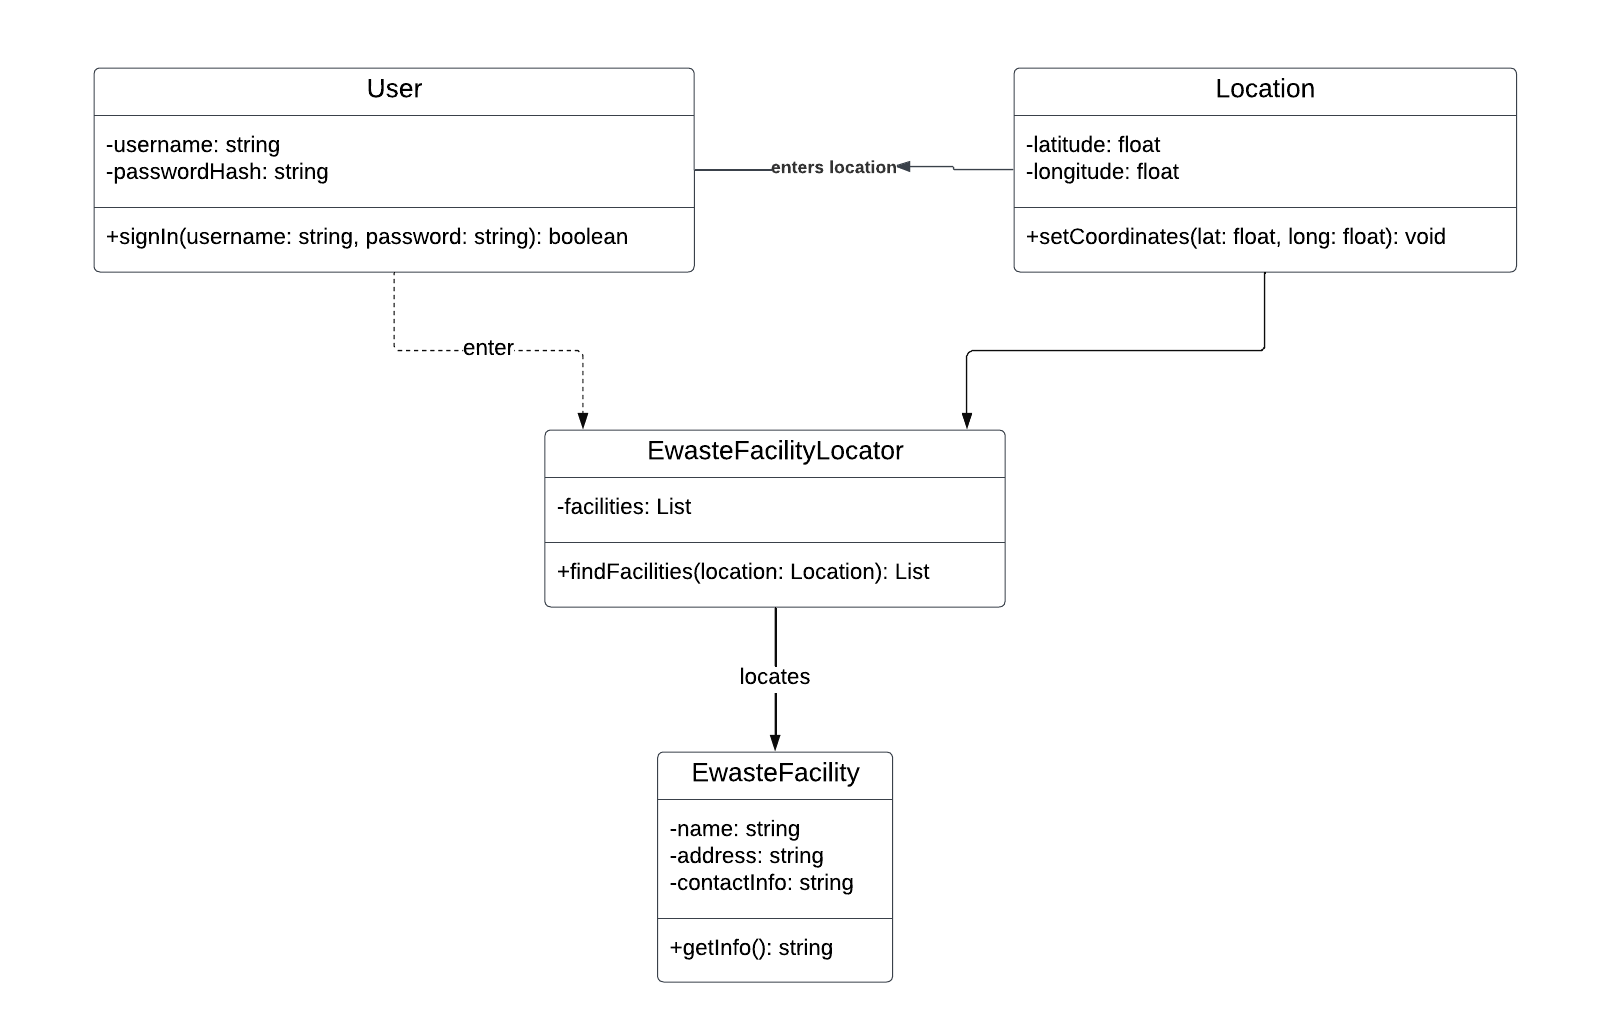 User
-username: string
-passwordHash: string
+signIn(username: string, password: string): boolean
enters location
Location
-latitude: float
-longitude: float
+setCoordinates(lat: float, long: float): void
enter
EwasteFacilityLocator
-facilities: List
+findFacilities(location: Location): List
locates
EwasteFacility
-name: string
-address: string
-contactInfo: string
+getInfo(): string